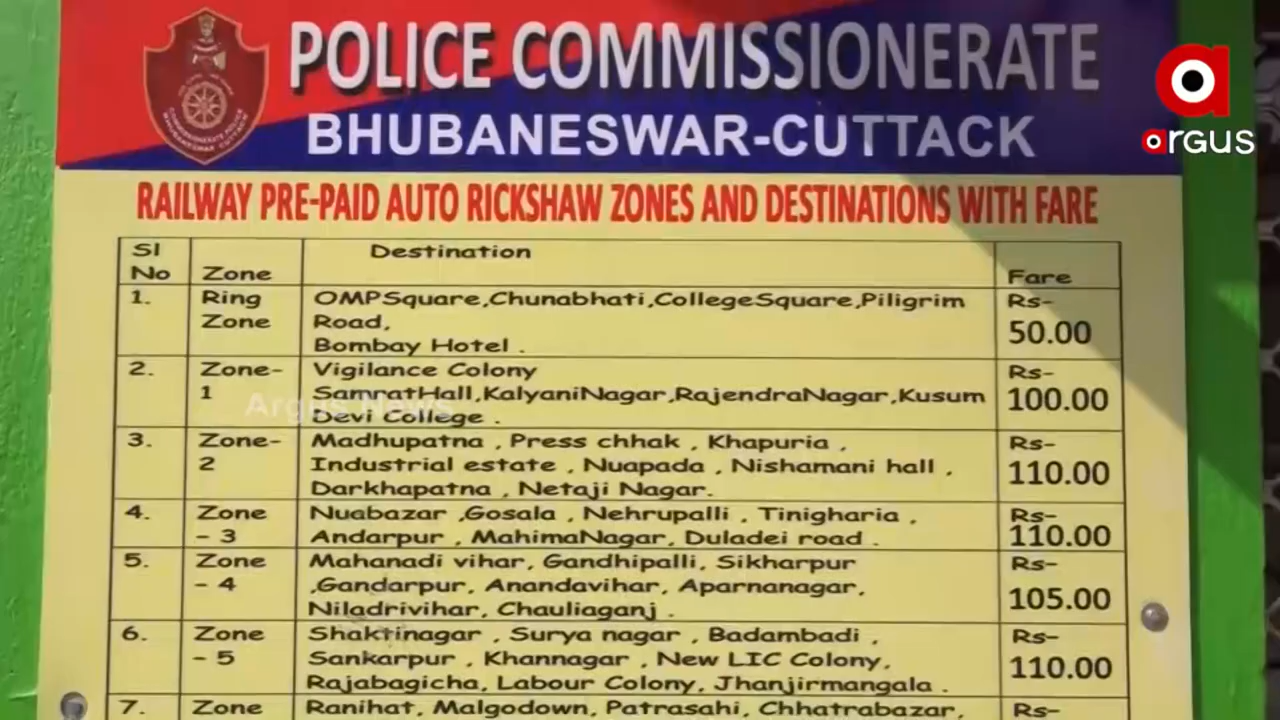 POLICE COMMISSIONERATE
BHUBANESWAR-CUTTACK
argus
RAILWAY PRE-PAID AUTO RICKSHAW ZONES AND DESTINATIONS WITH FARE
Sl No Zone Destination Fare
1. Ring Zone OMPSquare,Chunabhati,CollegeSquare,Piligrim Rs-
Road, 50.00
Bombay Hotel .
2. Zone- Vigilance Colony Rs-
1 SamratHall,KalyaniNagar,RajendraNagar,Kusum 100.00
Devi College .
Argus News
3. Zone- Madhupatna , Press chhak , Khapuria , Rs-
2 Industrial estate , Nuapada , Nishamani hall , 110.00
Darkhapatna , Netaji Nagar.
4. Zone Nuabazar ,Gosala , Nehrupalli , Tinigharia , Rs-
- 3 Andarpur , MahimaNagar, Duladei road . 110.00
5. Zone Mahanadi vihar, Gandhipalli, Sikharpur Rs-
- 4 ,Gandarpur, Anandavihar, Aparnanagar, 105.00
Niladrivihar, Chauliaganj .
6. Zone Shaktinagar , Surya nagar , Badambadi , Rs-
- 5 Sankarpur , Khannagar , New LIC Colony, 110.00
Rajabagicha, Labour Colony, Jhanjirmangala .
7. Zone Ranihat, Malgodown, Patrasahi, Chhatrabazar, Rs-